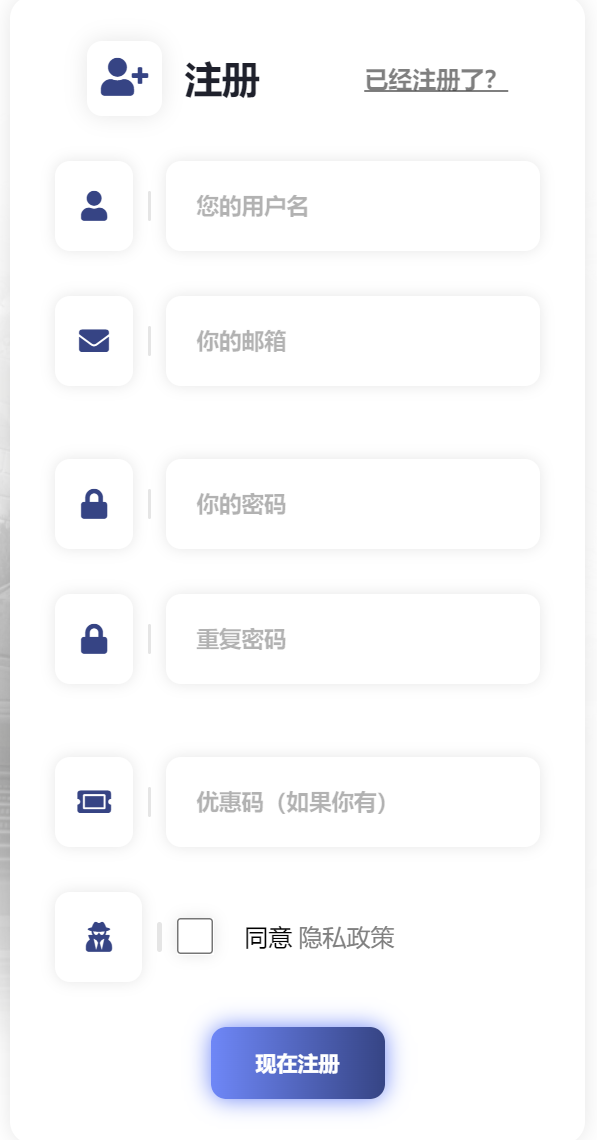 注册 已经注册了？
您的用户名
你的邮箱
你的密码
重复密码
优惠码（如果你有）
同意 隐私政策
现在注册